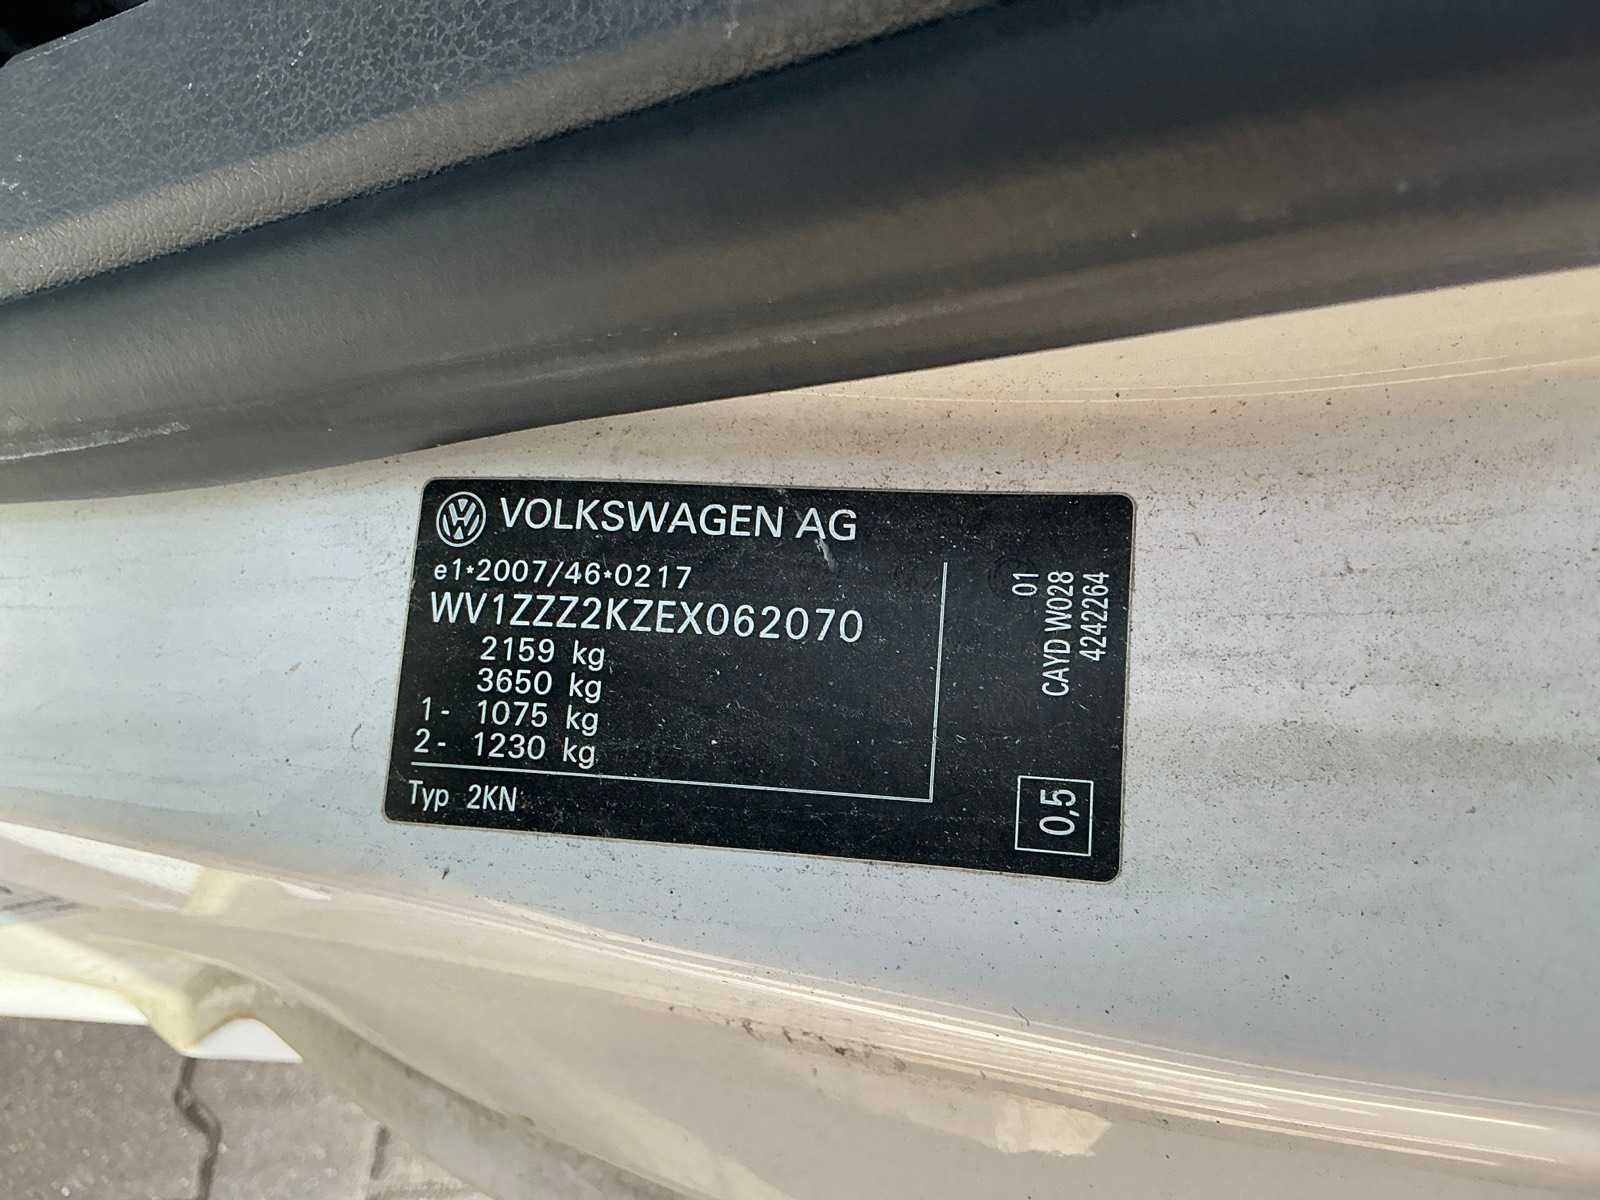 VOLKSWAGEN AG
e1*2007/46*0217
WV1ZZZ2KZEX062070
2159 kg
3650 kg
1- 1075 kg
2- 1230 kg
Typ 2KN
01
CAYD W028
4242264
0,5